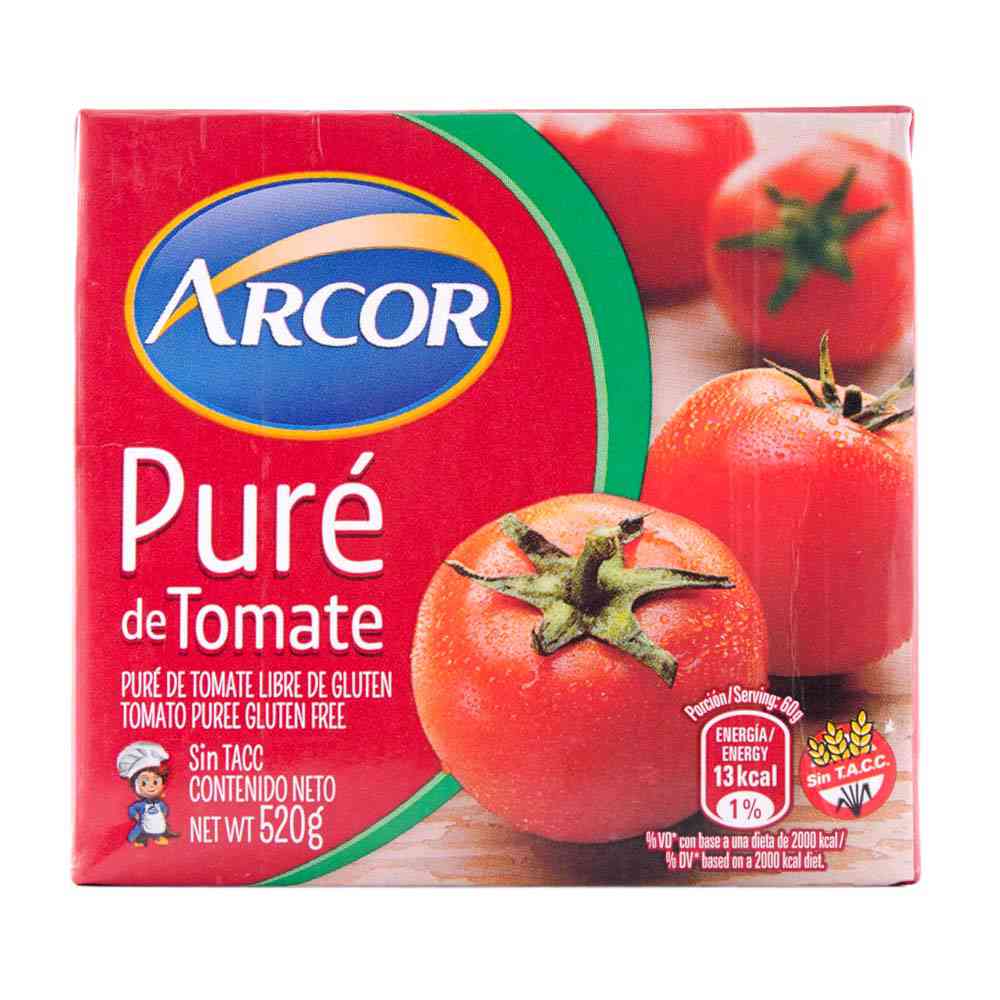 ARCOR
Puré
de Tomate
PURÉ DE TOMATE LIBRE DE GLUTEN
TOMATO PUREE GLUTEN FREE
Sin TACC
CONTENIDO NETO
NET WT 520g
Porción/Serving: 60g
ENERGÍA/
ENERGY
13 kcal
1%
Sin T.A.C.C.
%VD* con base a una dieta de 2000 kcal/
% DV* based on a 2000 kcal diet.